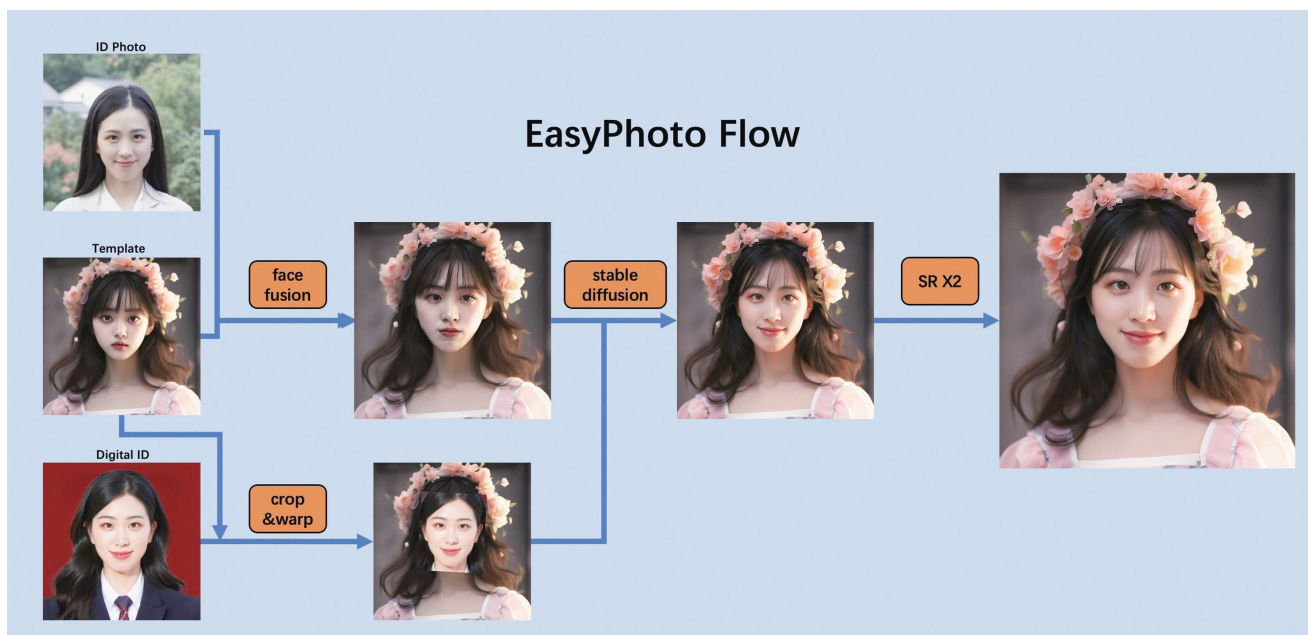 ID Photo
EasyPhoto Flow
Template
face
fusion
stable
diffusion
SR X2
Digital ID
crop
&warp